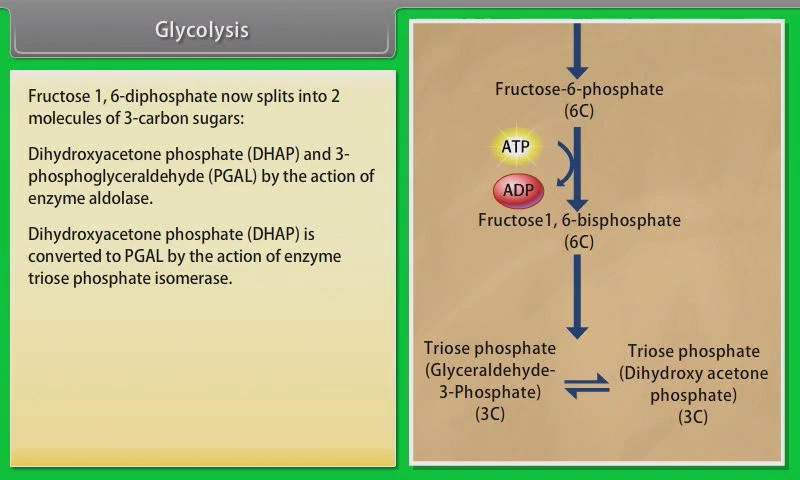 Glycolysis
Fructose 1, 6-diphosphate now splits into 2
molecules of 3-carbon sugars:
Dihydroxyacetone phosphate (DHAP) and 3-
phosphoglyceraldehyde (PGAL) by the action of
enzyme aldolase.
Dihydroxyacetone phosphate (DHAP) is
converted to PGAL by the action of enzyme
triose phosphate isomerase.
Fructose-6-phosphate
(6C)
ATP
ADP
Fructose1, 6-bisphosphate
(6C)
Triose phosphate
(Glyceraldehyde-
3-Phosphate)
(3C)
Triose phosphate
(Dihydroxy acetone
phosphate)
(3C)